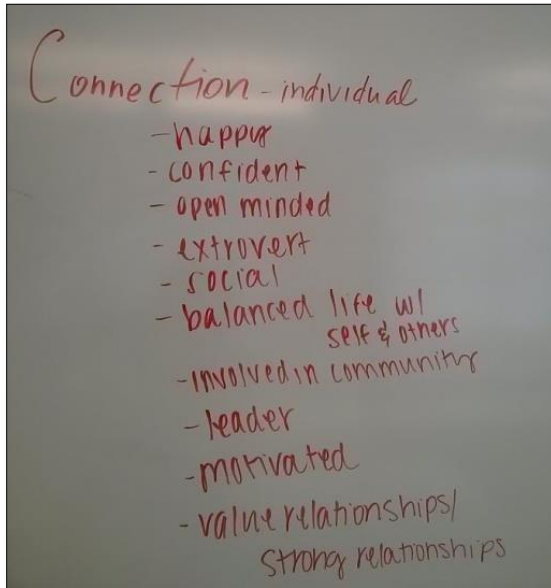 Connection - individual
- happy
- confident
- open minded
- extrovert
- social
- balanced life w/
self & others
- involved in community
- leader
- motivated
- value relationships/
strong relationships